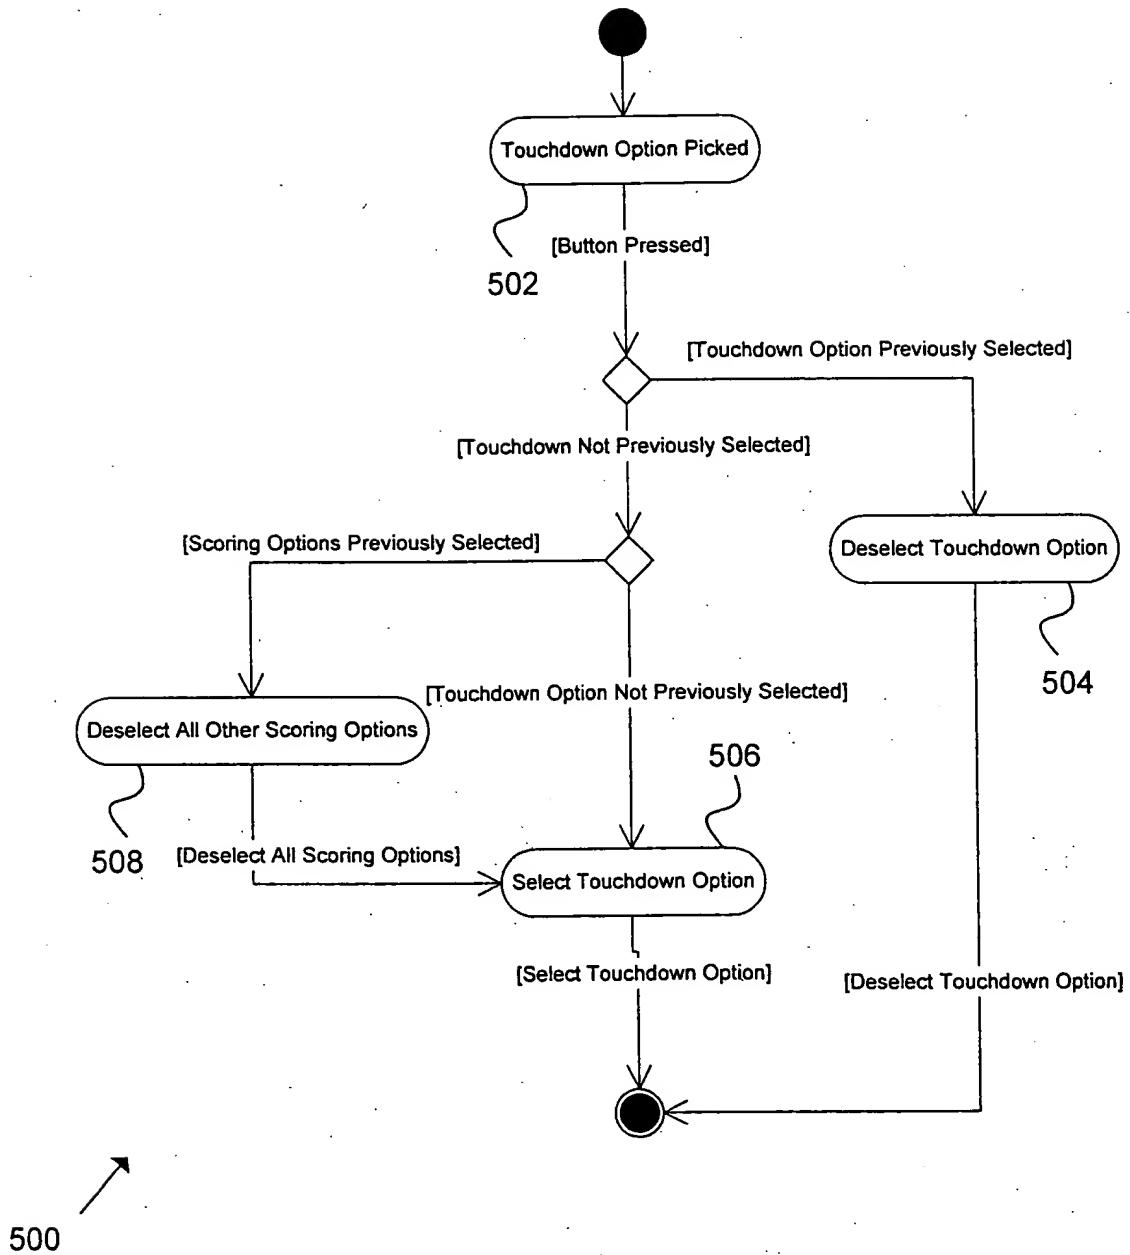 Touchdown Option Picked
[Button Pressed]
502
[Touchdown Option Previously Selected]
[Touchdown Not Previously Selected]
[Scoring Options Previously Selected]
Deselect Touchdown Option
504
[Touchdown Option Not Previously Selected]
Deselect All Other Scoring Options
506
508
[Deselect All Scoring Options]
Select Touchdown Option
[Select Touchdown Option]
[Deselect Touchdown Option]
500